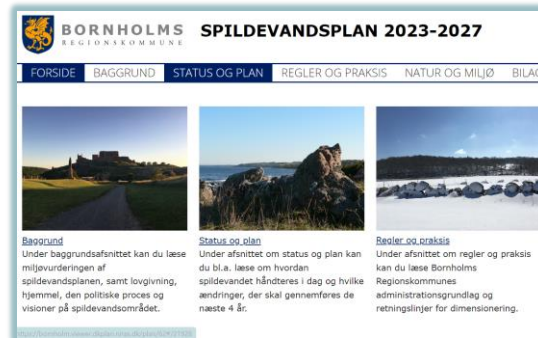 BORNHOLMS
REGIONSKOMMUNE
SPILDEVANDSPLAN 2023-2027
FORSIDE BAGGRUND STATUS OG PLAN REGLER OG PRAKSIS NATUR OG MILJØ BILAG
Baggrund
Under baggrundsafsnittet kan du læse
miljøvurderingen af
spildevandsplanen, samt lovgivning,
hjemmel, den politiske proces og
visioner på spildevandsområdet.
Status og plan
Under afsnittet om status og plan kan
du bl.a. læse om hvordan
spildevandet håndteres i dag og hvilke
ændringer, der skal gennemføres de
næste 4 år.
Regler og praksis
Under afsnittet om regler og praksis
kan du læse Bornholms
Regionskommunes
administrationsgrundlag og
retningslinjer for dimensionering.